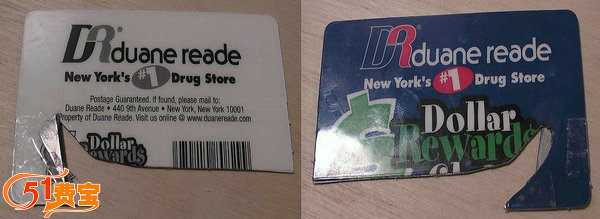 DR duane reade®
New York's #1 Drug Store
Postage Guaranteed. If found, please mail to:
Duane Reade • 440 9th Avenue • New York, New York 10001
Property of Duane Reade. Visit us online @ www.duanereade.com
Dollar
Rewards
DR duane reade
New York's #1 Drug Store
Dollar
Rewards
51费宝